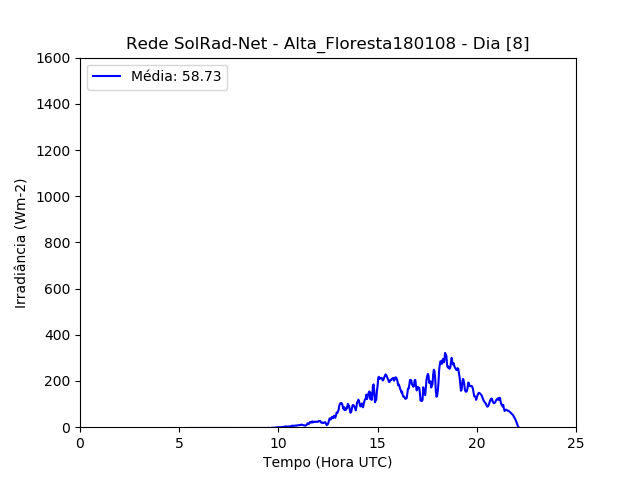 Rede SolRad-Net - Alta_Floresta180108 - Dia [8]
Média: 58.73
1600
1400
1200
1000
800
600
400
200
0
Irradiância (Wm-2)
0 5 10 15 20 25
Tempo (Hora UTC)